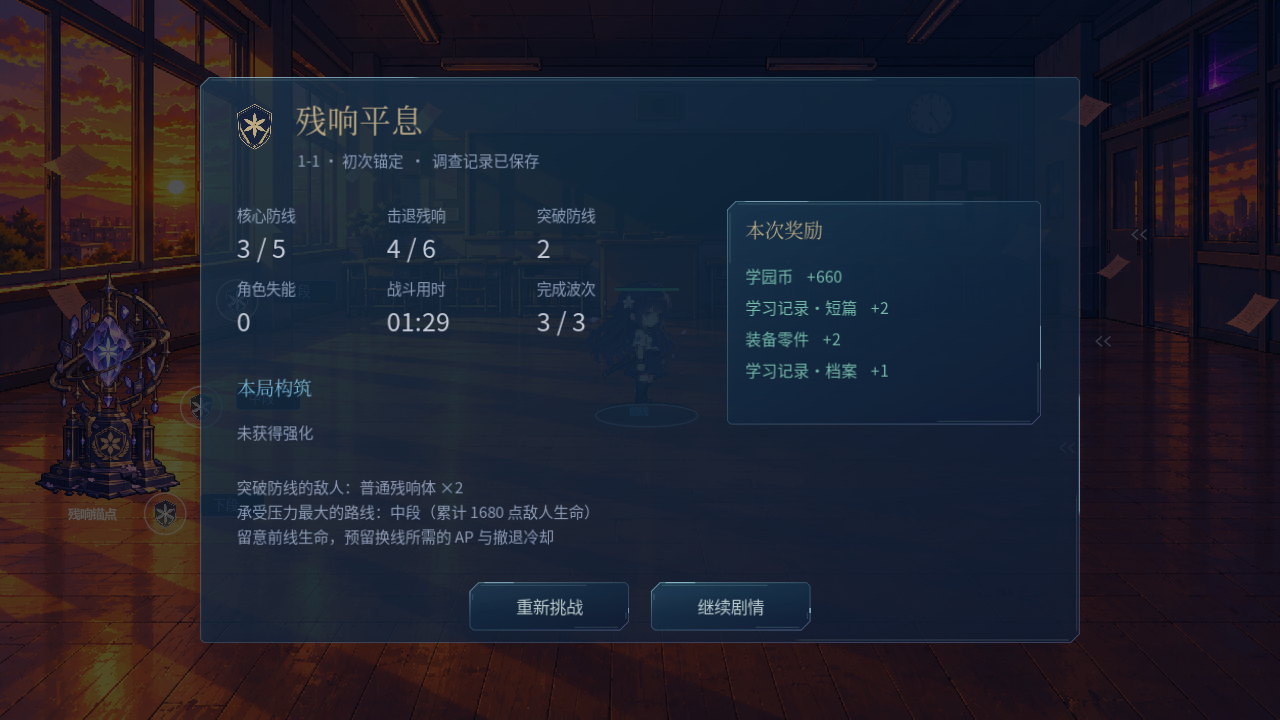 残响平息
1-1 · 初次锚定 · 调查记录已保存
核心防线 击退残响 突破防线
3 / 5 4 / 6 2
角色失能 战斗用时 完成波次
0 01:29 3 / 3
本次奖励
学园币 +660
学习记录·短篇 +2
装备零件 +2
学习记录·档案 +1
本局构筑
未获得强化
突破防线的敌人：普通残响体 ×2
承受压力最大的路线：中段（累计 1680 点敌人生命）
留意前线生命，预留换线所需的 AP 与撤退冷却
残响锚点
下段
重新挑战 继续剧情